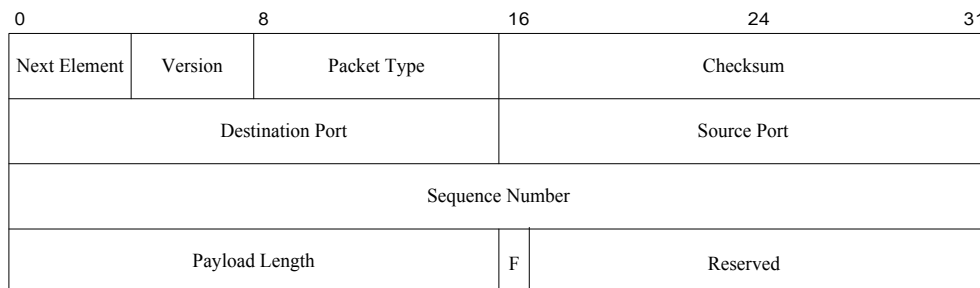 0 8 16 24 31
Next Element Version Packet Type Checksum
Destination Port Source Port
Sequence Number
Payload Length F Reserved